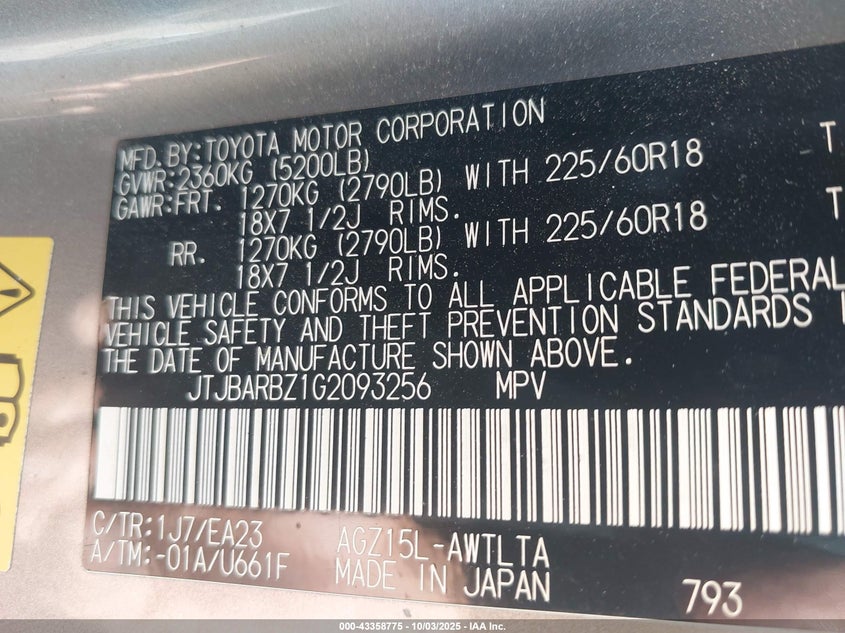 MFD.BY:TOYOTA MOTOR CORPORATION
GVWR:2360KG (5200LB)
GAWR:FRT. 1270KG (2790LB) WITH 225/60R18 T
18X7 1/2J RIMS.
RR. 1270KG (2790LB) WITH 225/60R18 T
18X7 1/2J RIMS.
THIS VEHICLE CONFORMS TO ALL APPLICABLE FEDERAL
VEHICLE SAFETY AND THEFT PREVENTION STANDARDS I
THE DATE OF MANUFACTURE SHOWN ABOVE.
JTJBARBZ1G2093256 MPV
C/TR:1J7/EA23 AGZ15L-AWTLTA
A/TM:-01A/U661F MADE IN JAPAN 793
000-43358775 - 10/03/2025 - IAA Inc.